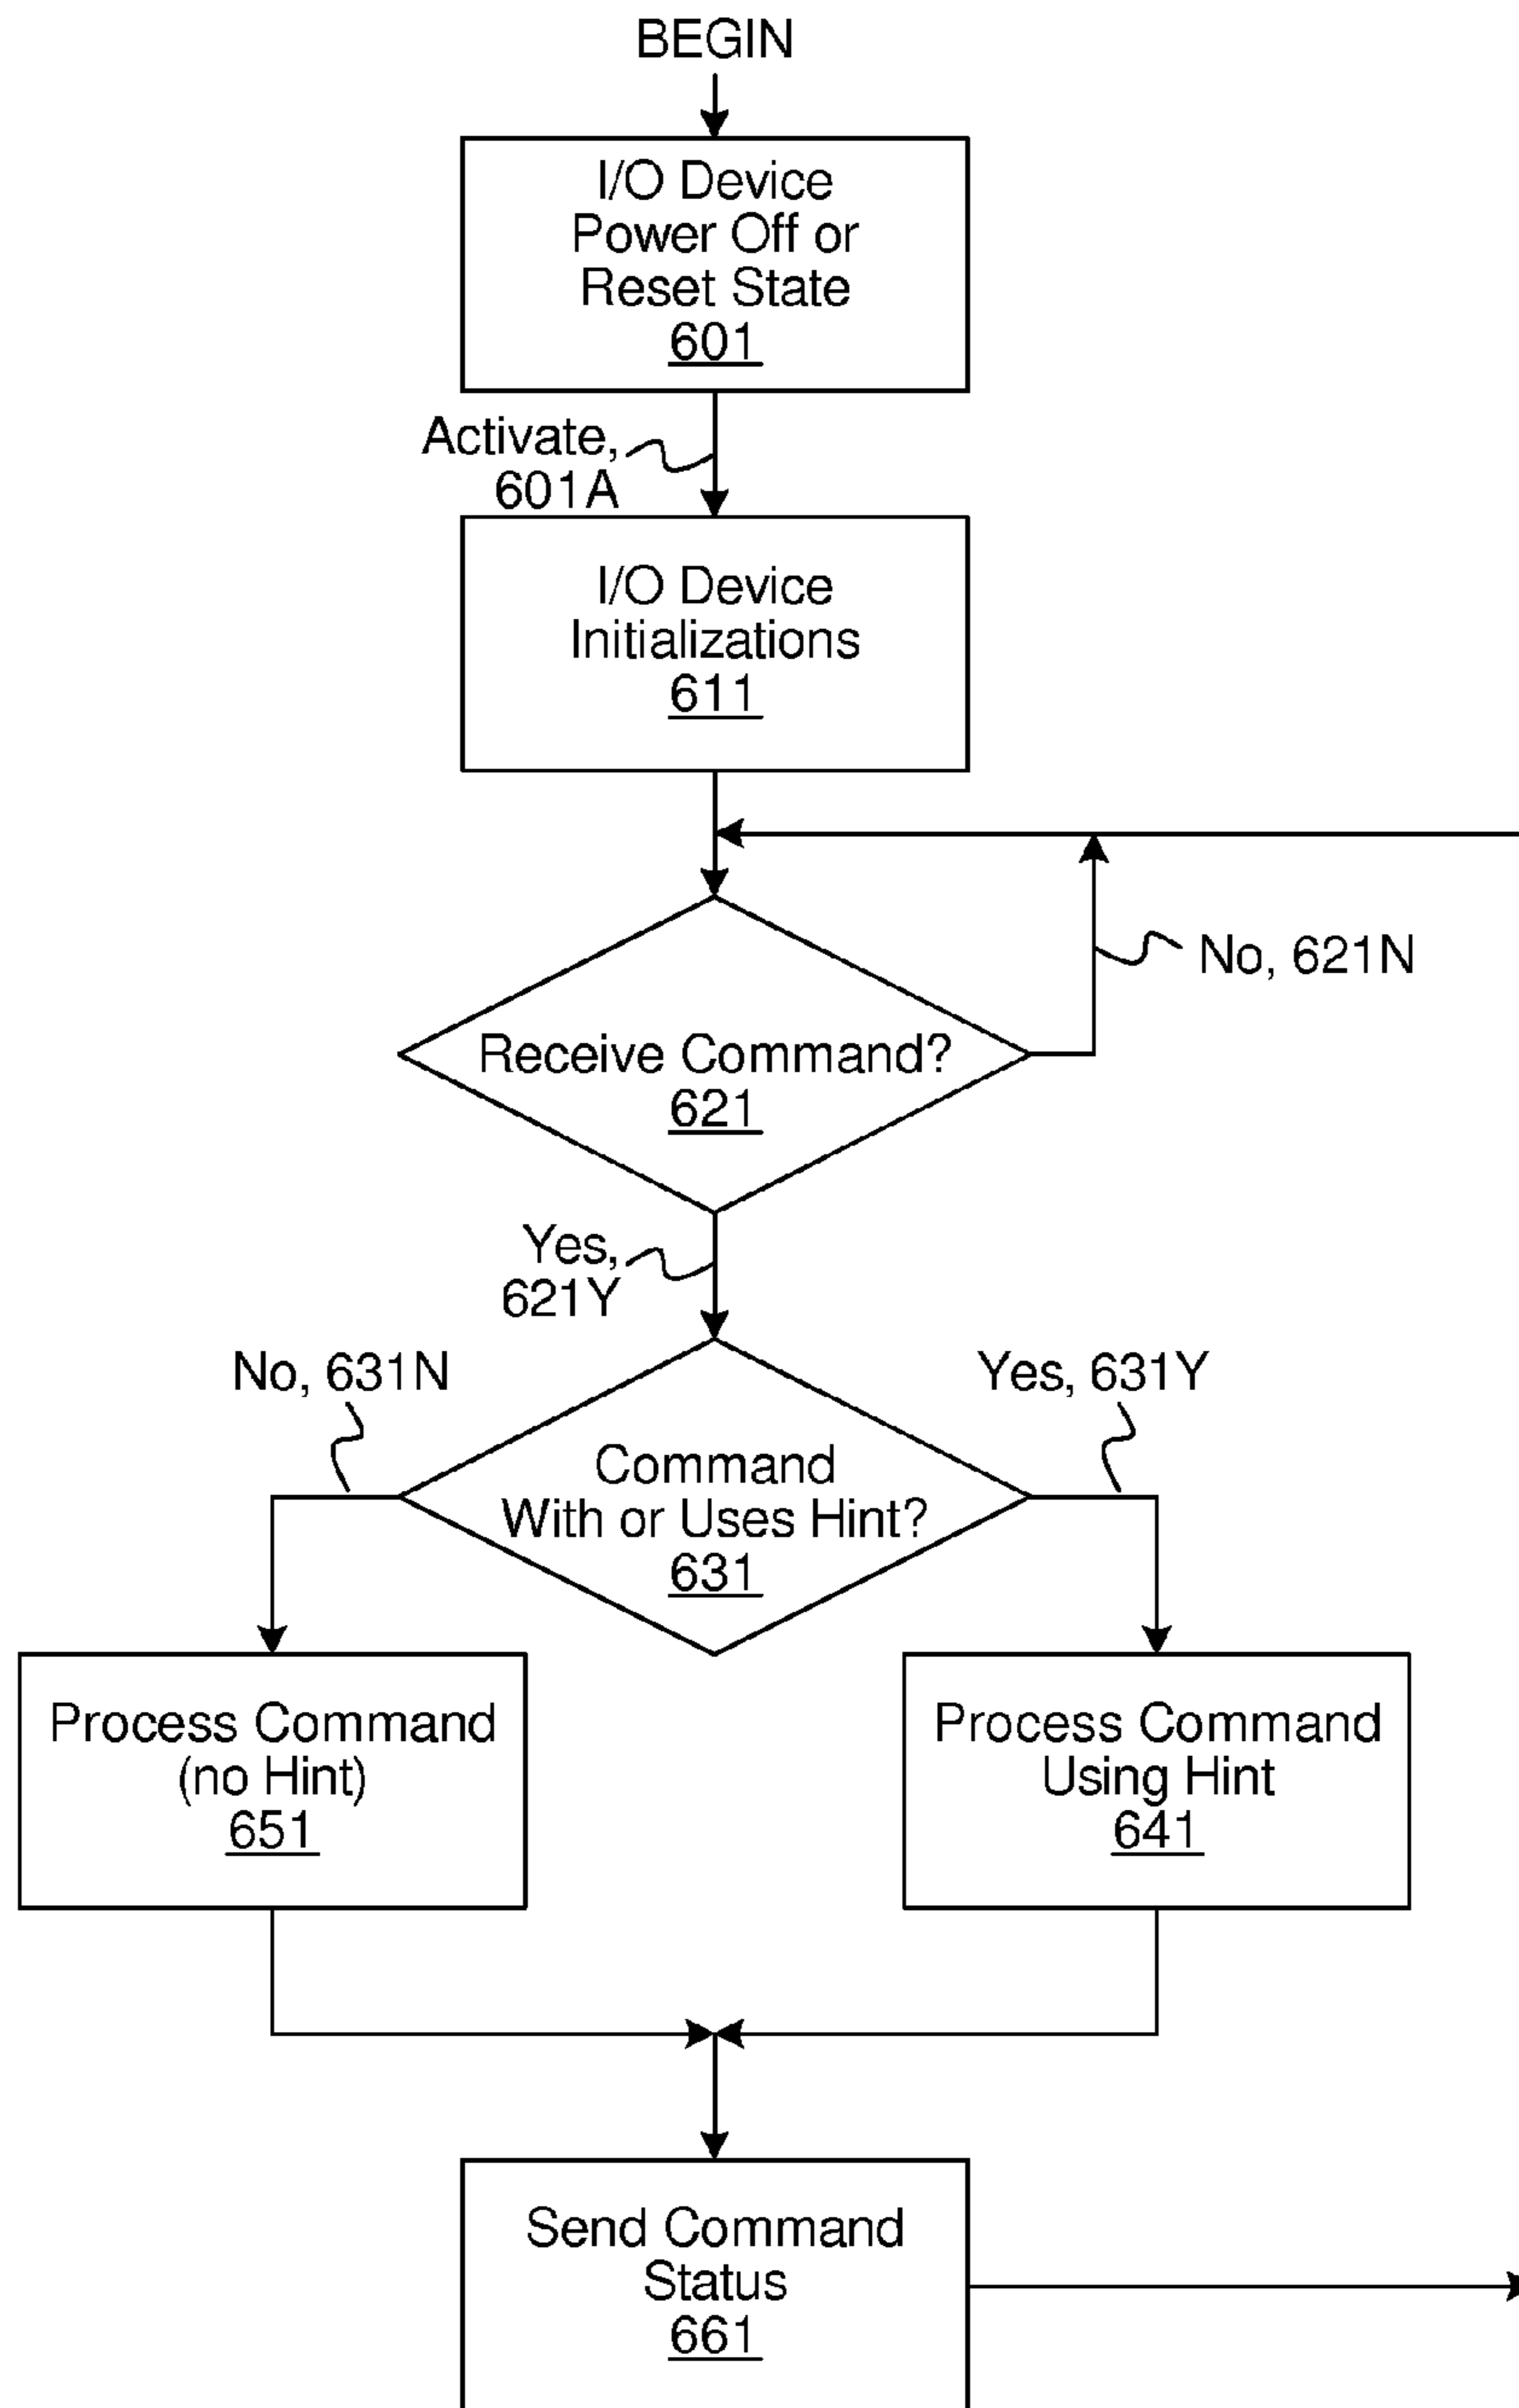 BEGIN
I/O Device
Power Off or
Reset State
601
Activate,
601A
I/O Device
Initializations
611
No, 621N
Receive Command?
621
Yes,
621Y
No, 631N
Yes, 631Y
Command
With or Uses Hint?
631
Process Command
(no Hint)
651
Process Command
Using Hint
641
Send Command
Status
661